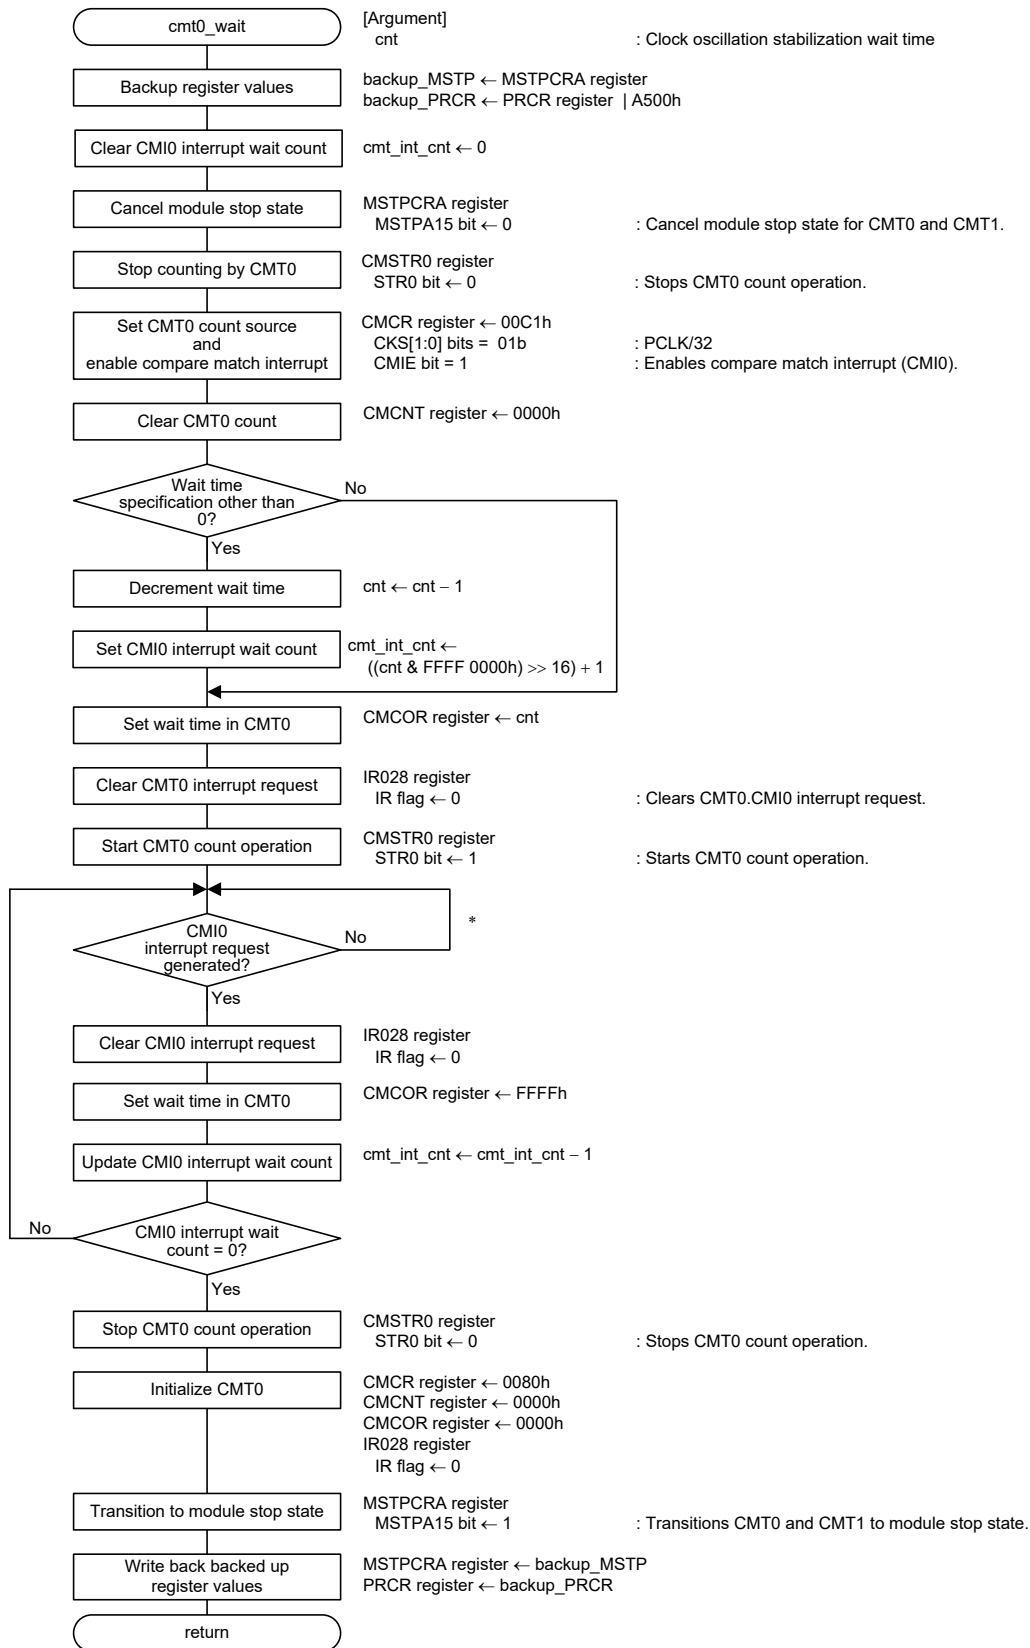 cmt0_wait
[Argument]
cnt : Clock oscillation stabilization wait time
Backup register values
backup_MSTP ← MSTPCRA register
backup_PRCR ← PRCR register | A500h
Clear CMI0 interrupt wait count
cmt_int_cnt ← 0
Cancel module stop state
MSTPCRA register
MSTPA15 bit ← 0 : Cancel module stop state for CMT0 and CMT1.
Stop counting by CMT0
CMSTR0 register
STR0 bit ← 0 : Stops CMT0 count operation.
Set CMT0 count source
and
enable compare match interrupt
CMCR register ← 00C1h
CKS[1:0] bits = 01b : PCLK/32
CMIE bit = 1 : Enables compare match interrupt (CMI0).
Clear CMT0 count
CMCNT register ← 0000h
Wait time
specification other than
0?
No
Yes
Decrement wait time
cnt ← cnt − 1
Set CMI0 interrupt wait count
cmt_int_cnt ←
((cnt & FFFF 0000h) >> 16) + 1
Set wait time in CMT0
CMCOR register ← cnt
Clear CMT0 interrupt request
IR028 register
IR flag ← 0 : Clears CMT0.CMI0 interrupt request.
Start CMT0 count operation
CMSTR0 register
STR0 bit ← 1 : Starts CMT0 count operation.
CMI0
interrupt request
generated?
No
*
Yes
Clear CMI0 interrupt request
IR028 register
IR flag ← 0
Set wait time in CMT0
CMCOR register ← FFFFh
Update CMI0 interrupt wait count
cmt_int_cnt ← cmt_int_cnt − 1
No
CMI0 interrupt wait
count = 0?
Yes
Stop CMT0 count operation
CMSTR0 register
STR0 bit ← 0 : Stops CMT0 count operation.
Initialize CMT0
CMCR register ← 0080h
CMCNT register ← 0000h
CMCOR register ← 0000h
IR028 register
IR flag ← 0
Transition to module stop state
MSTPCRA register
MSTPA15 bit ← 1 : Transitions CMT0 and CMT1 to module stop state.
Write back backed up
register values
MSTPCRA register ← backup_MSTP
PRCR register ← backup_PRCR
return